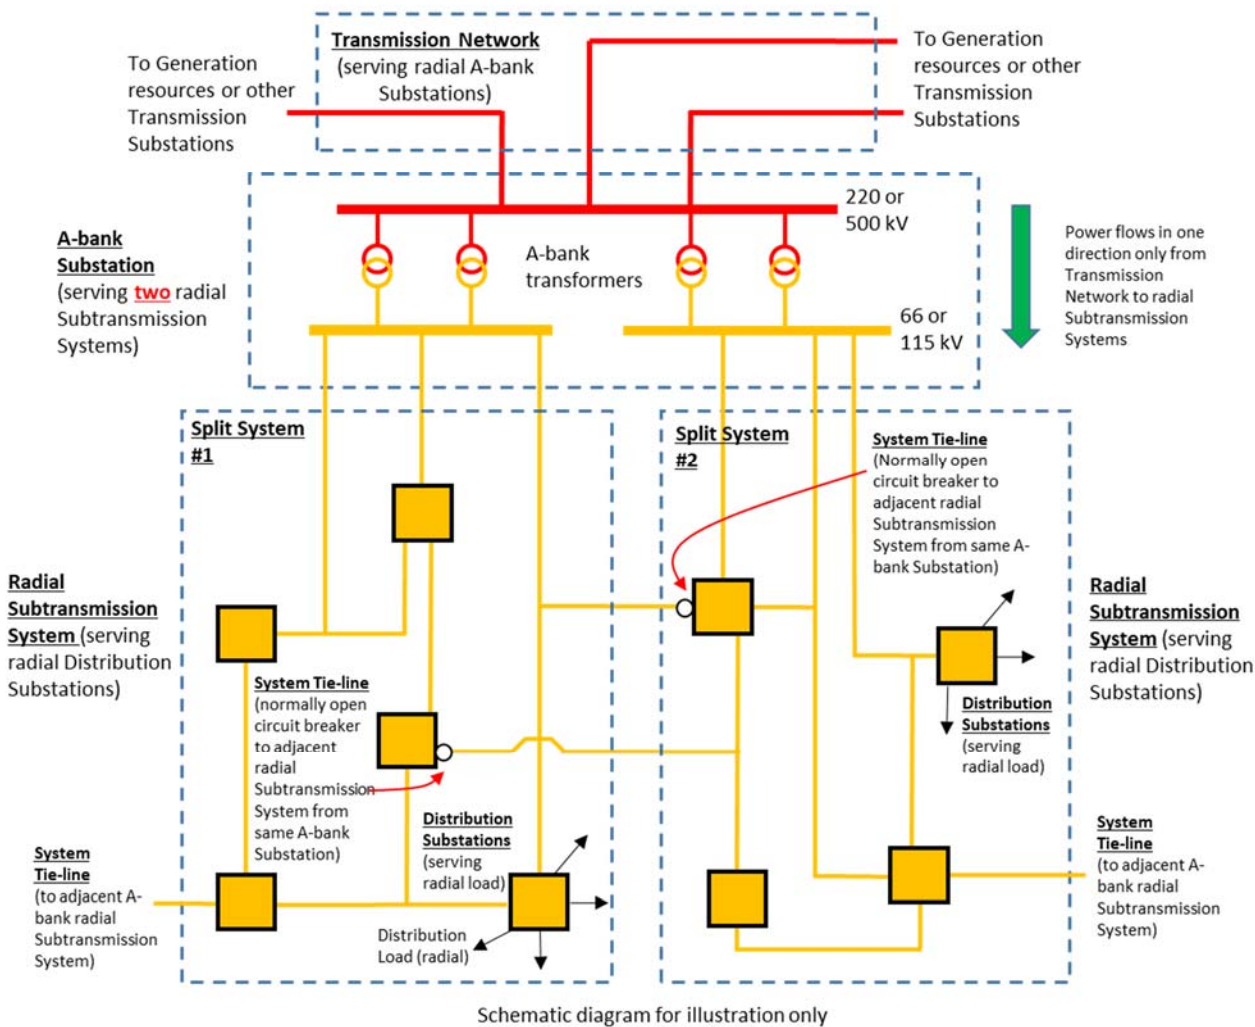 Transmission Network
(serving radial A-bank
Substations)
To Generation
resources or other
Transmission
Substations
To Generation
resources or other
Transmission
Substations
220 or
500 kV
A-bank
Substation
(serving two radial
Subtransmission
Systems)
A-bank
transformers
66 or
115 kV
Power flows in one
direction only from
Transmission
Network to radial
Subtransmission
Systems
Split System
#1
Split System
#2
System Tie-line
(Normally open
circuit breaker to
adjacent radial
Subtransmission
System from same A-
bank Substation)
Radial
Subtransmission
System (serving
radial Distribution
Substations)
Radial
Subtransmission
System (serving
radial Distribution
Substations)
System Tie-line
(normally open
circuit breaker
to adjacent
radial
Subtransmission
System from
same A-bank
Substation)
Distribution
Substations
(serving
radial load)
Distribution
Substations
(serving
radial load)
System
Tie-line
(to adjacent A-
bank radial
Subtransmission
System)
System
Tie-line
(to adjacent A-
bank radial
Subtransmission
System)
Distribution
Load (radial)
Schematic diagram for illustration only